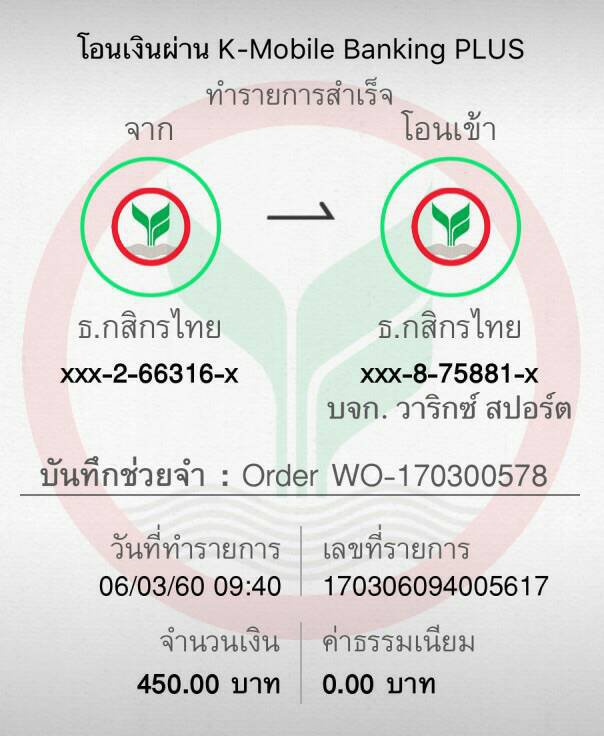 โอนเงินผ่าน K-Mobile Banking PLUS
ทำรายการสำเร็จ
จาก
โอนเข้า
ธ.กสิกรไทย
ธ.กสิกรไทย
xxx-2-66316-x
xxx-8-75881-x
บจก. วาริกซ์ สปอร์ต
บันทึกช่วยจำ : Order WO-170300578
วันที่ทำรายการ
เลขที่รายการ
06/03/60 09:40
170306094005617
จำนวนเงิน
ค่าธรรมเนียม
450.00 บาท
0.00 บาท